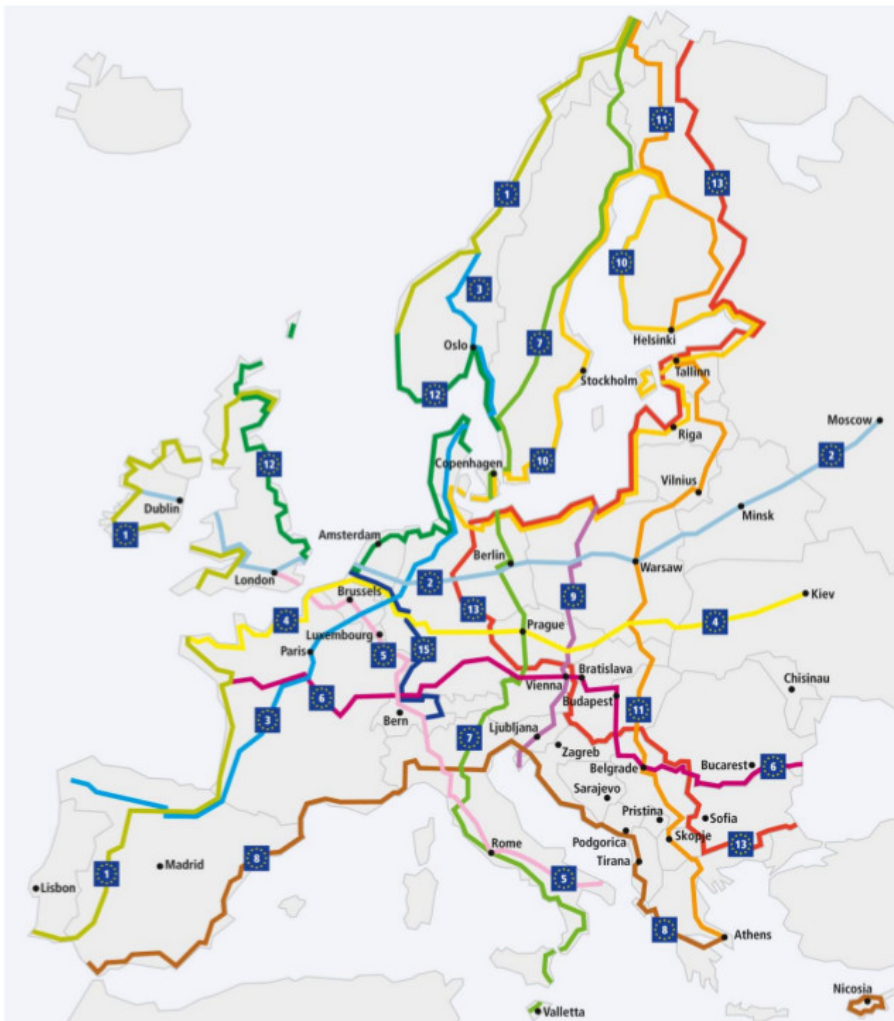 11
13
1
10
3
7
Oslo
Helsinki
Tallinn
Stockholm
12
Moscow
Riga
2
Copenhagen
10
12
Vilnius
Dublin
Minsk
1
Amsterdam
Berlin
Warsaw
London
2
Brussels
13
9
Kiev
4
4
Prague
Luxembourg
15
Paris
5
Vienna
Bratislava
Chisinau
6
Budapest
3
Bern
11
7
Ljubljana
Zagreb
Belgrade
Bucarest
6
Sarajevo
Pristina
Sofia
Podgorica
Skopje
13
Rome
Tirana
8
Madrid
1
Lisbon
5
8
Athens
Nicosia
Valletta